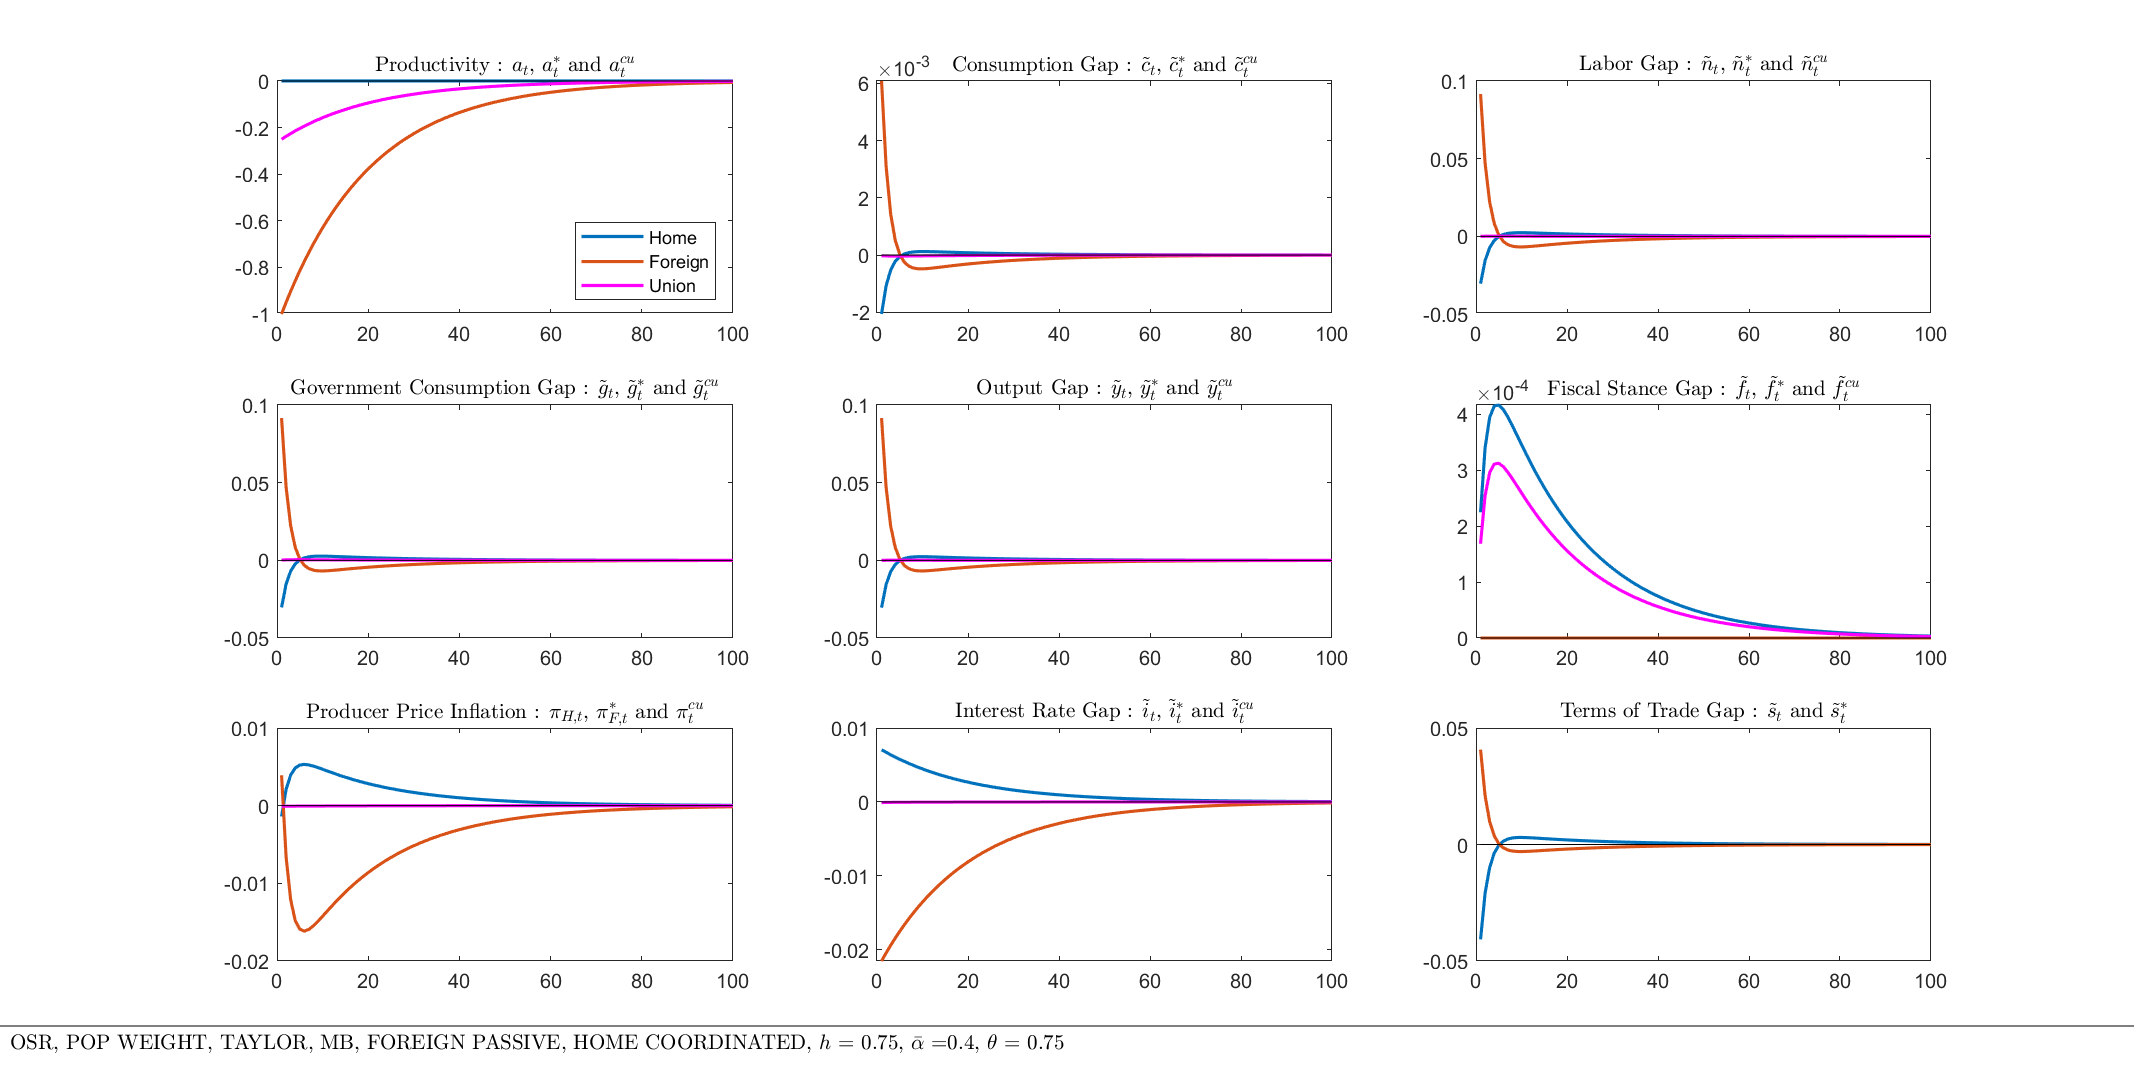 Productivity : a_t, a_t^* and a_t^{cu}
0
-0.2
-0.4
-0.6
-0.8
-1
0 20 40 60 80 100
Home
Foreign
Union
×10^{-3} Consumption Gap : c̃_t, c̃_t^* and c̃_t^{cu}
6
4
2
0
-2
0 20 40 60 80 100
Labor Gap : ñ_t, ñ_t^* and ñ_t^{cu}
0.1
0.05
0
-0.05
0 20 40 60 80 100
Government Consumption Gap : g̃_t, g̃_t^* and g̃_t^{cu}
0.1
0.05
0
-0.05
0 20 40 60 80 100
Output Gap : ỹ_t, ỹ_t^* and ỹ_t^{cu}
0.1
0.05
0
-0.05
0 20 40 60 80 100
×10^{-4} Fiscal Stance Gap : f̃_t, f̃_t^* and f̃_t^{cu}
4
3
2
1
0
0 20 40 60 80 100
Producer Price Inflation : π_{H,t}, π_{F,t}^* and π_t^{cu}
0.01
0
-0.01
-0.02
0 20 40 60 80 100
Interest Rate Gap : ĩ_t, ĩ_t^* and ĩ_t^{cu}
0.01
0
-0.01
-0.02
0 20 40 60 80 100
Terms of Trade Gap : s̃_t and s̃_t^*
0.05
0
-0.05
0 20 40 60 80 100
OSR, POP WEIGHT, TAYLOR, MB, FOREIGN PASSIVE, HOME COORDINATED, h = 0.75, ᾱ =0.4, θ = 0.75